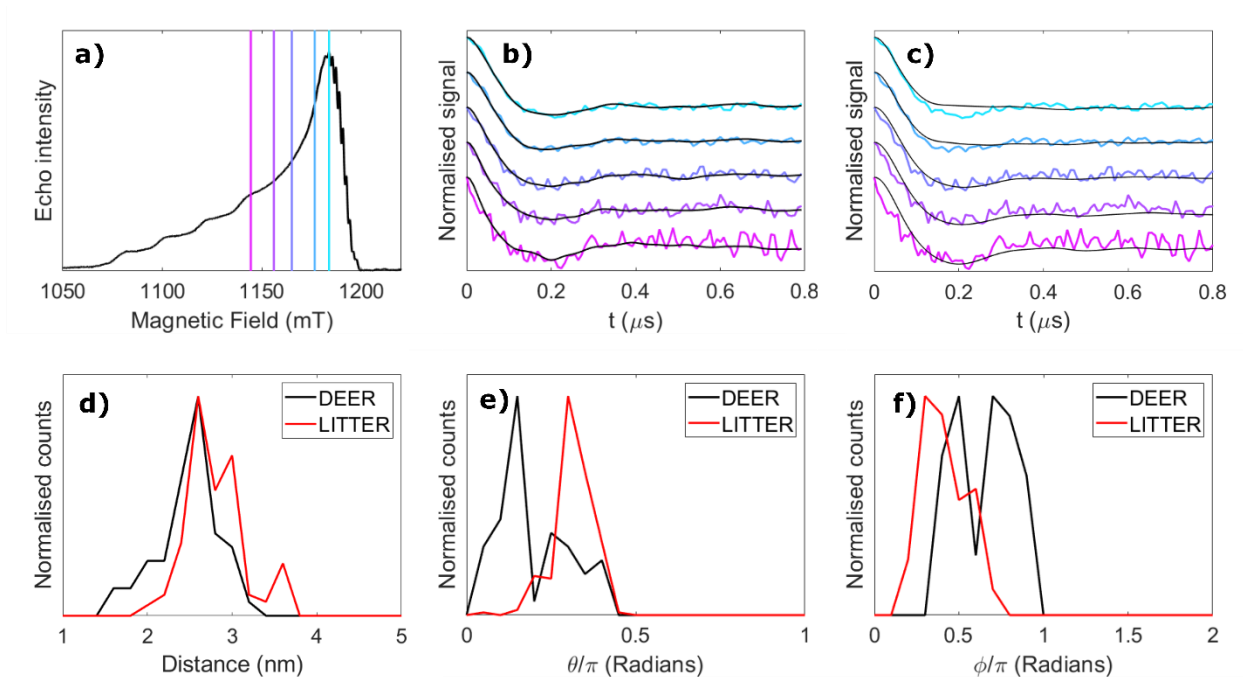 a)
Echo intensity
1050 1100 1150 1200
Magnetic Field (mT)
b)
Normalised signal
0 0.2 0.4 0.6 0.8
t (μs)
c)
Normalised signal
0 0.2 0.4 0.6 0.8
t (μs)
d)
DEER
LITTER
Normalised counts
1 2 3 4 5
Distance (nm)
e)
DEER
LITTER
Normalised counts
0 0.5 1
θ/π (Radians)
f)
DEER
LITTER
Normalised counts
0 0.5 1 1.5 2
ϕ/π (Radians)